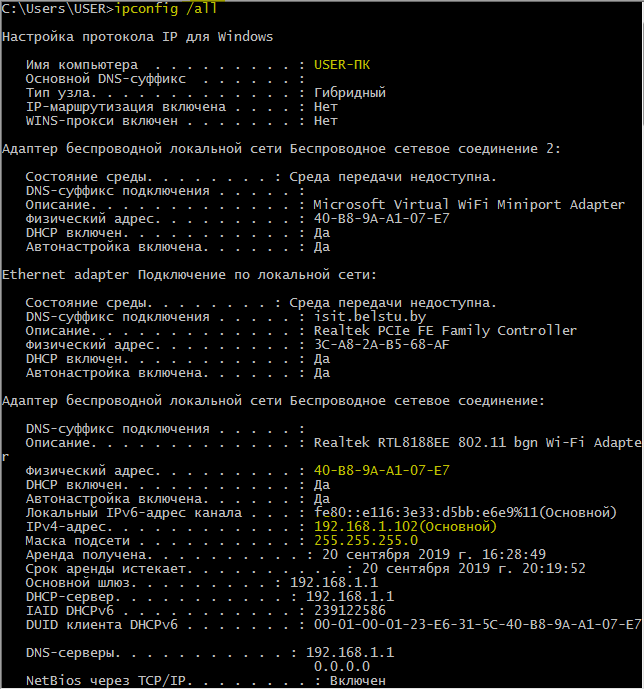 C:\Users\USER>ipconfig /all
Настройка протокола IP для Windows
Имя компьютера . . . . . . . . . : USER-ПК
Основной DNS-суффикс . . . . . . :
Тип узла. . . . . . . . . . . . . : Гибридный
IP-маршрутизация включена . . . . : Нет
WINS-прокси включен . . . . . . . : Нет
Адаптер беспроводной локальной сети Беспроводное сетевое соединение 2:
Состояние среды. . . . . . . . : Среда передачи недоступна.
DNS-суффикс подключения . . . . . :
Описание. . . . . . . . . . . . . : Microsoft Virtual WiFi Miniport Adapter
Физический адрес. . . . . . . . . : 40-B8-9A-A1-07-E7
DHCP включен. . . . . . . . . . . : Да
Автонастройка включена. . . . . . : Да
Ethernet adapter Подключение по локальной сети:
Состояние среды. . . . . . . . : Среда передачи недоступна.
DNS-суффикс подключения . . . . . : isit.belstu.by
Описание. . . . . . . . . . . . . : Realtek PCIe FE Family Controller
Физический адрес. . . . . . . . . : 3C-A8-2A-B5-68-AF
DHCP включен. . . . . . . . . . . : Да
Автонастройка включена. . . . . . : Да
Адаптер беспроводной локальной сети Беспроводное сетевое соединение:
DNS-суффикс подключения . . . . . :
Описание. . . . . . . . . . . . . : Realtek RTL8188EE 802.11 bgn Wi-Fi Adapte
r
Физический адрес. . . . . . . . . : 40-B8-9A-A1-07-E7
DHCP включен. . . . . . . . . . . : Да
Автонастройка включена. . . . . . : Да
Локальный IPv6-адрес канала . . . : fe80::e116:3e33:d5bb:e6e9%11(Основной)
IPv4-адрес. . . . . . . . . . . . : 192.168.1.102(Основной)
Маска подсети . . . . . . . . . . : 255.255.255.0
Аренда получена. . . . . . . . . . : 20 сентября 2019 г. 16:28:49
Срок аренды истекает. . . . . . . . . . : 20 сентября 2019 г. 20:19:52
Основной шлюз. . . . . . . . . : 192.168.1.1
DHCP-сервер. . . . . . . . . . . : 192.168.1.1
IAID DHCPv6 . . . . . . . . . . . : 239122586
DUID клиента DHCPv6 . . . . . . . : 00-01-00-01-23-E6-31-5C-40-B8-9A-A1-07-E7
DNS-серверы. . . . . . . . . . . : 192.168.1.1
0.0.0.0
NetBios через TCP/IP. . . . . . . . : Включен